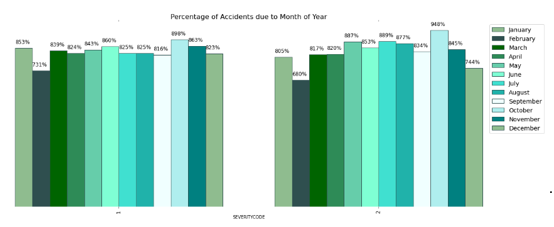 Percentage of Accidents due to Month of Year
853%
731%
839%
824%
843%
860%
825%
825%
816%
898%
863%
823%
805%
680%
817%
820%
887%
853%
889%
877%
834%
948%
845%
744%
January
February
March
April
May
June
July
August
September
October
November
December
1
2
SEVERITYCODE